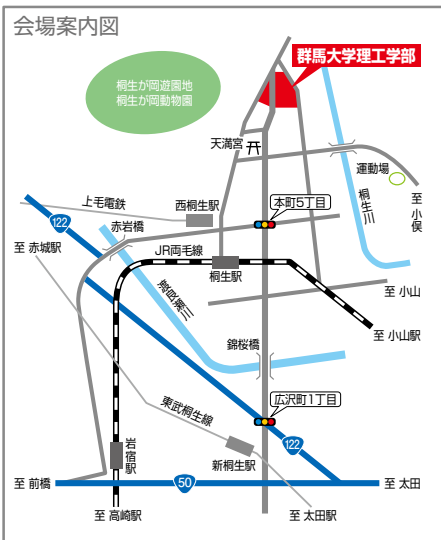 会場案内図
群馬大学理工学部
桐生が岡遊園地
桐生が岡動物園
天満宮
運動場
桐生川
至 小俣
122
上毛電鉄
西桐生駅
本町5丁目
赤岩橋
至 赤城駅
JR両毛線
桐生駅
渡良瀬川
至 小山
至 小山駅
錦桜橋
広沢町1丁目
東武桐生線
122
岩宿駅
新桐生駅
至 前橋
50
至 太田
至 高崎駅
至 太田駅